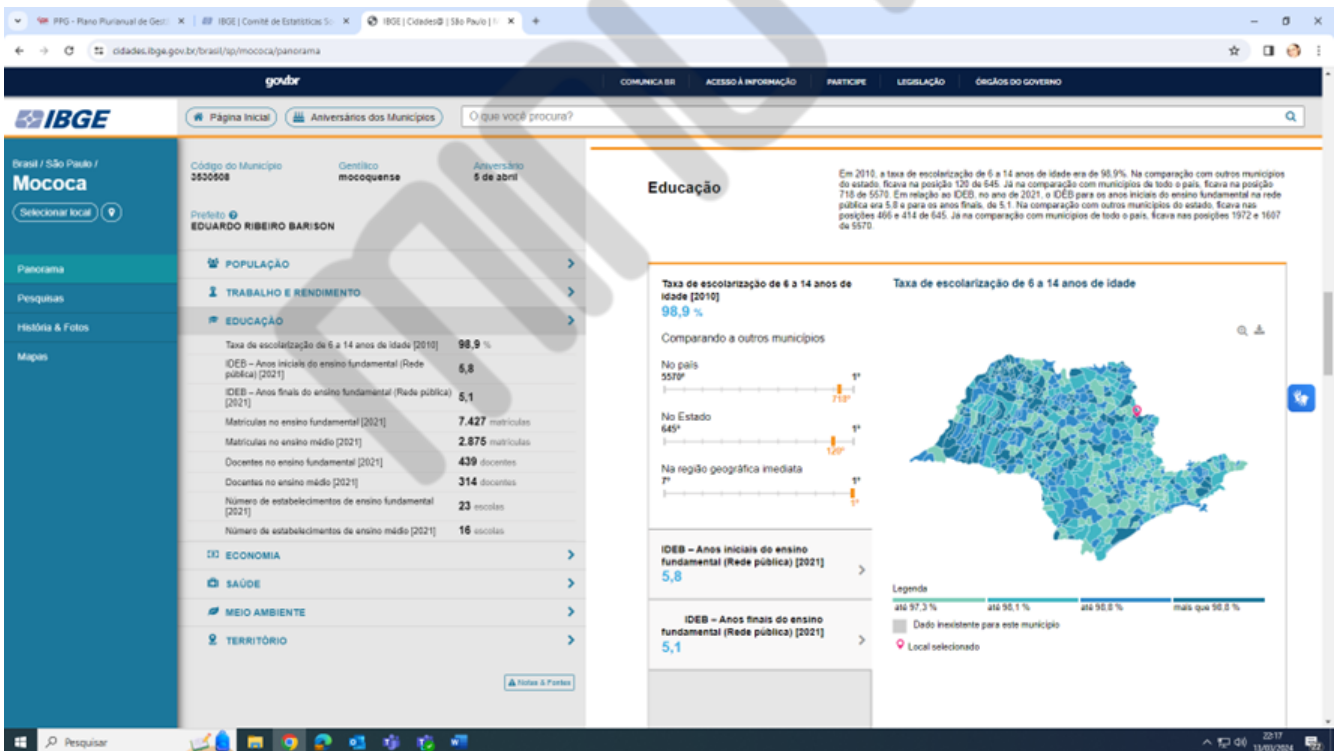 PPG - Plano Plurianual de Gest
IBGE | Comitê de Estatísticas So
IBGE | Cidades@ | São Paulo | M
cidades.ibge.gov.br/brasil/sp/mococa/panorama
govbr
COMUNICA BR
ACESSO À INFORMAÇÃO
PARTICIPE
LEGISLAÇÃO
ÓRGÃOS DO GOVERNO
IBGE
Página Inicial
Aniversários dos Municípios
O que você procura?
Brasil / São Paulo /
Mococa
Selecionar local
Panorama
Pesquisas
História & Fotos
Mapas
Código do Município
3530508
Gentílico
mocoquense
Aniversário
5 de abril
Prefeito
EDUARDO RIBEIRO BARISON
POPULAÇÃO
TRABALHO E RENDIMENTO
EDUCAÇÃO
Taxa de escolarização de 6 a 14 anos de idade [2010] 98,9 %
IDEB – Anos iniciais do ensino fundamental (Rede
pública) [2021] 5,8
IDEB – Anos finais do ensino fundamental (Rede pública)
[2021] 5,1
Matrículas no ensino fundamental [2021] 7.427 matrículas
Matrículas no ensino médio [2021] 2.875 matrículas
Docentes no ensino fundamental [2021] 439 docentes
Docentes no ensino médio [2021] 314 docentes
Número de estabelecimentos de ensino fundamental
[2021] 23 escolas
Número de estabelecimentos de ensino médio [2021] 16 escolas
ECONOMIA
SAÚDE
MEIO AMBIENTE
TERRITÓRIO
Notas & Fontes
Educação
Em 2010, a taxa de escolarização de 6 a 14 anos de idade era de 98,9%. Na comparação com outros municípios
do estado, ficava na posição 120 de 645. Já na comparação com municípios de todo o país, ficava na posição
718 de 5570. Em relação ao IDEB, no ano de 2021, o IDEB para os anos iniciais do ensino fundamental na rede
pública era 5,8 e para os anos finais, de 5,1. Na comparação com outros municípios do estado, ficava nas
posições 466 e 414 de 645. Já na comparação com municípios de todo o país, ficava nas posições 1972 e 1607
de 5570.
Taxa de escolarização de 6 a 14 anos de
idade [2010]
98,9 %
Comparando a outros municípios
No país
5570º 1º
718º
No Estado
645º 1º
120º
Na região geográfica imediata
7º 1º
1º
IDEB – Anos iniciais do ensino
fundamental (Rede pública) [2021]
5,8
IDEB – Anos finais do ensino
fundamental (Rede pública) [2021]
5,1
Taxa de escolarização de 6 a 14 anos de idade
Legenda
até 97,3 %
até 98,1 %
até 98,8 %
mais que 98,8 %
Dado inexistente para este município
Local selecionado
Pesquisar
22:17
13/03/2024